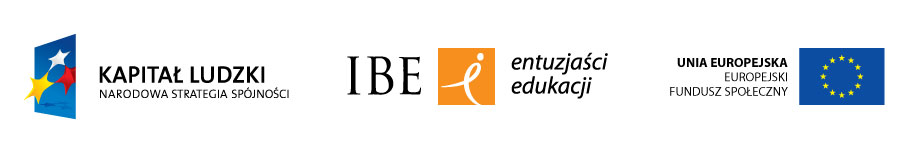 KAPITAŁ LUDZKI
NARODOWA STRATEGIA SPÓJNOŚCI
IBE
entuzjaści
edukacji
UNIA EUROPEJSKA
EUROPEJSKI
FUNDUSZ SPOŁECZNY